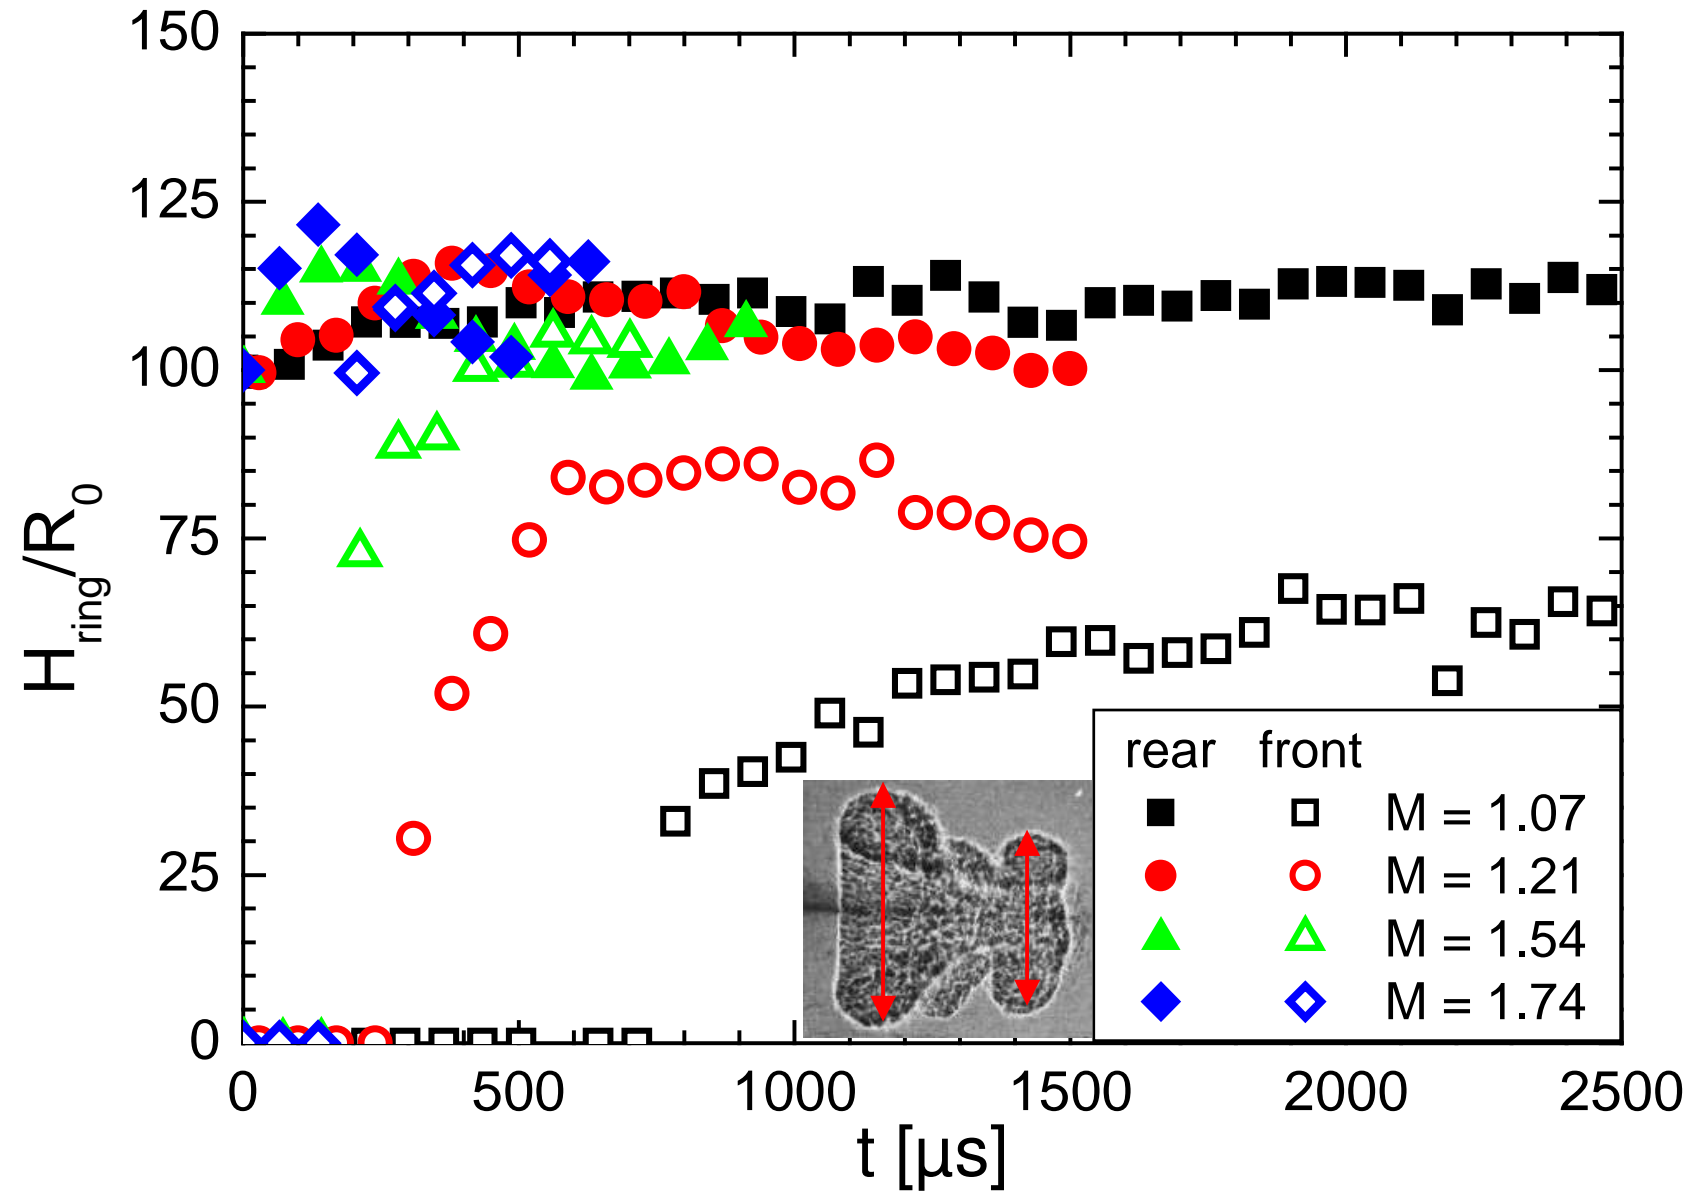 150
125
100
75
50
25
0
H_ring/R_0
0 500 1000 1500 2000 2500
t [µs]
rear front
M = 1.07
M = 1.21
M = 1.54
M = 1.74